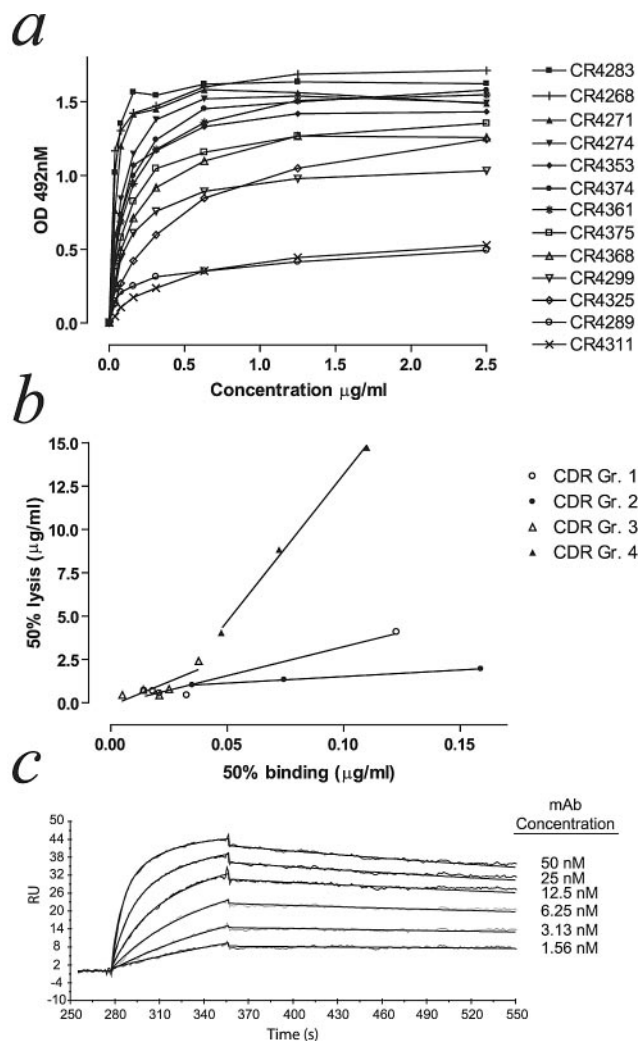 a
OD 492nM
1.5
1.0
0.5
0.0
0.0 0.5 1.0 1.5 2.0 2.5
Concentration µg/ml
CR4283
CR4268
CR4271
CR4274
CR4353
CR4374
CR4361
CR4375
CR4368
CR4299
CR4325
CR4289
CR4311
b
50% lysis (µg/ml)
15.0
12.5
10.0
7.5
5.0
2.5
0.0
0.00 0.05 0.10 0.15
50% binding (µg/ml)
CDR Gr. 1
CDR Gr. 2
CDR Gr. 3
CDR Gr. 4
c
RU
50
44
38
32
26
20
14
8
2
-4
-10
250 280 310 340 370 400 430 460 490 520 550
Time (s)
mAb
Concentration
50 nM
25 nM
12.5 nM
6.25 nM
3.13 nM
1.56 nM